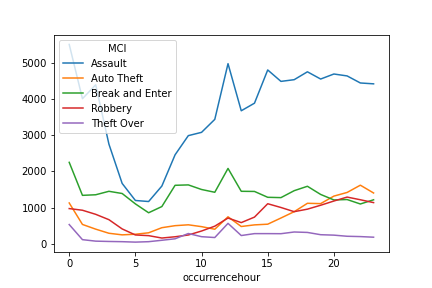 MCI
Assault
Auto Theft
Break and Enter
Robbery
Theft Over
5000
4000
3000
2000
1000
0
0 5 10 15 20
occurrencehour